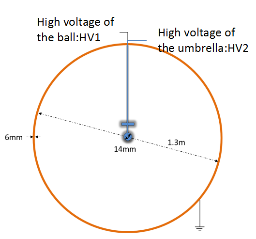 High voltage of
the ball:HV1
High voltage of
the umbrella:HV2
6mm
14mm
1.3m